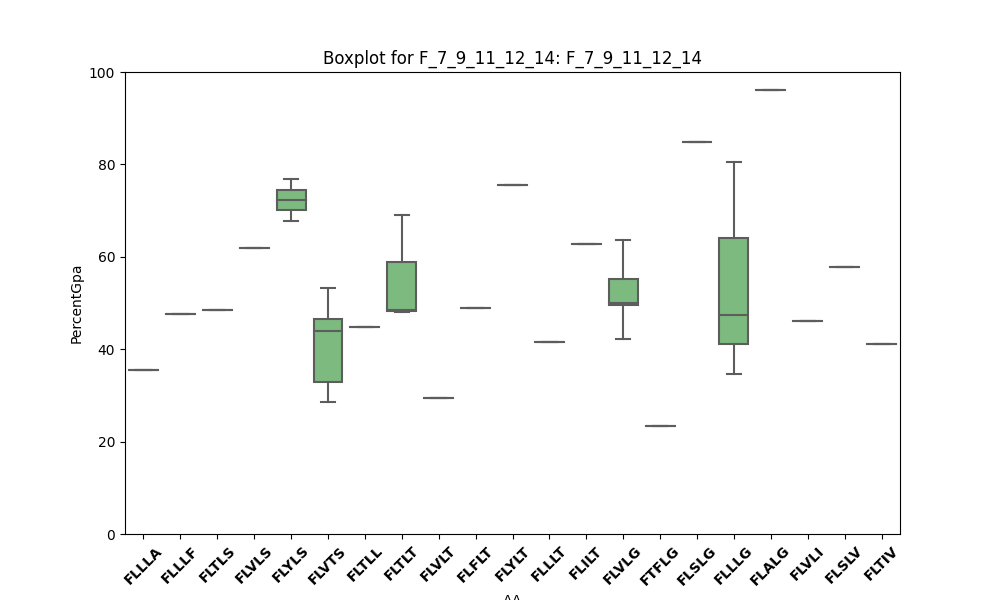 Boxplot for F_7_9_11_12_14: F_7_9_11_12_14
100
80
60
40
20
0
PercentGpa
FLLLA FLLLF FLTLS FLVLS FLYLS FLVTS FLTLL FLTLT FLVLT FLFLT FLYLT FLLLT FLILT FLVLG FTFLG FLSLG FLLLG FLALG FLVLI FLSLV FLTIV
AA